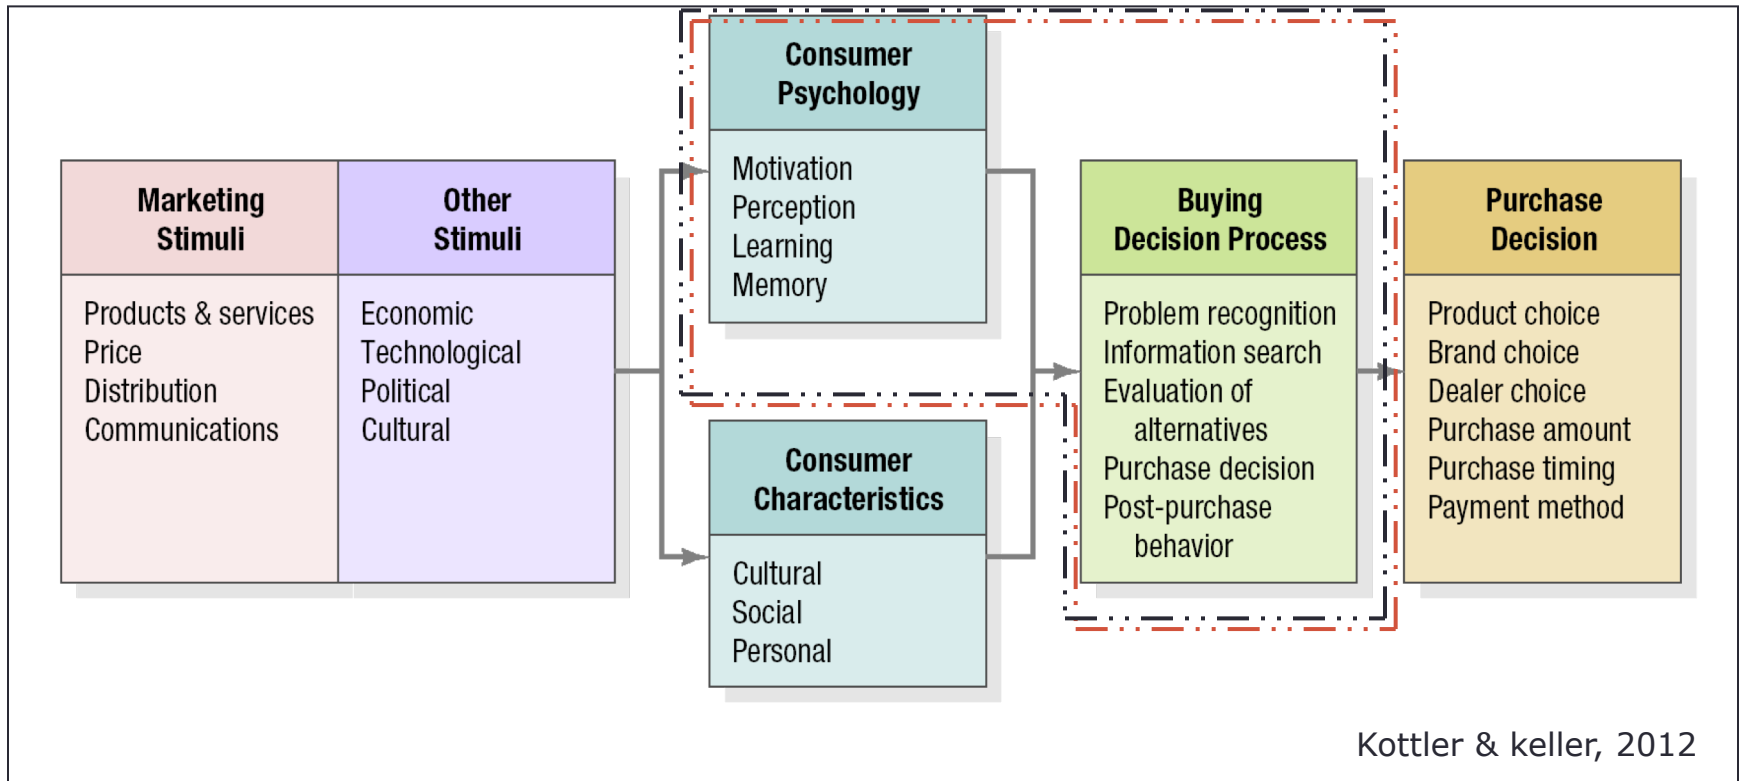 Marketing
Stimuli
Products & services
Price
Distribution
Communications
Other
Stimuli
Economic
Technological
Political
Cultural
Consumer
Psychology
Motivation
Perception
Learning
Memory
Consumer
Characteristics
Cultural
Social
Personal
Buying
Decision Process
Problem recognition
Information search
Evaluation of
alternatives
Purchase decision
Post-purchase
behavior
Purchase
Decision
Product choice
Brand choice
Dealer choice
Purchase amount
Purchase timing
Payment method
Kottler & keller, 2012